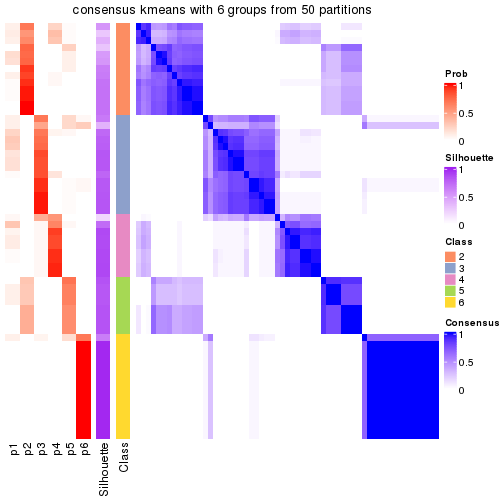 consensus kmeans with 6 groups from 50 partitions
Prob
1
0.5
0
Silhouette
1
0.5
0
Class
2
3
4
5
6
Consensus
1
0.5
0
p1
p2
p3
p4
p5
p6
Silhouette
Class